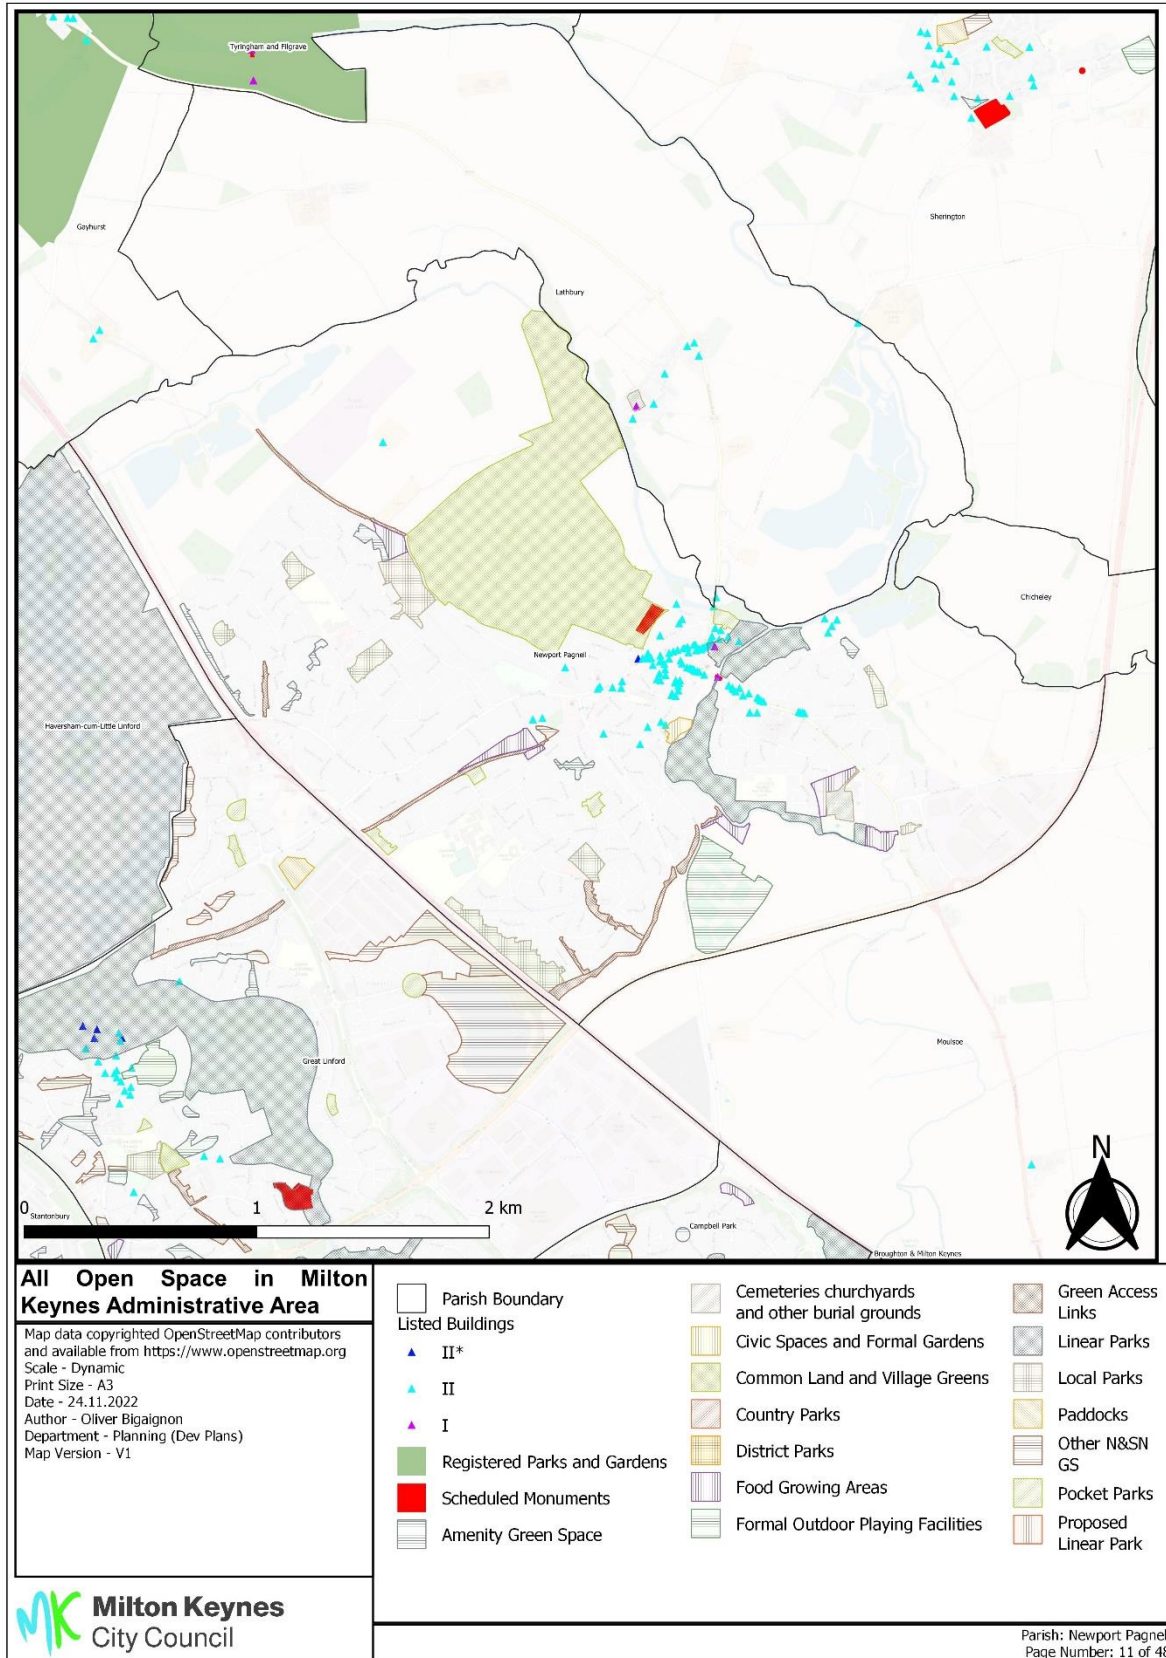 Tyringham and Filgrave
Gayhurst
Sherington
Lathbury
Chicheley
Newport Pagnell
Haversham-cum-Little Linford
Great Linford
Moulsoe
N
0 1 2 km
Stantonbury
Campbell Park
Broughton & Milton Keynes
All Open Space in Milton
Keynes Administrative Area
Map data copyrighted OpenStreetMap contributors
and available from https://www.openstreetmap.org
Scale - Dynamic
Print Size - A3
Date - 24.11.2022
Author - Oliver Bigaignon
Department - Planning (Dev Plans)
Map Version - V1
MK Milton Keynes
City Council
Parish Boundary
Listed Buildings
II*
II
I
Registered Parks and Gardens
Scheduled Monuments
Amenity Green Space
Cemeteries churchyards
and other burial grounds
Civic Spaces and Formal Gardens
Common Land and Village Greens
Country Parks
District Parks
Food Growing Areas
Formal Outdoor Playing Facilities
Green Access
Links
Linear Parks
Local Parks
Paddocks
Other N&SN
GS
Pocket Parks
Proposed
Linear Park
Parish: Newport Pagnell
Page Number: 11 of 48